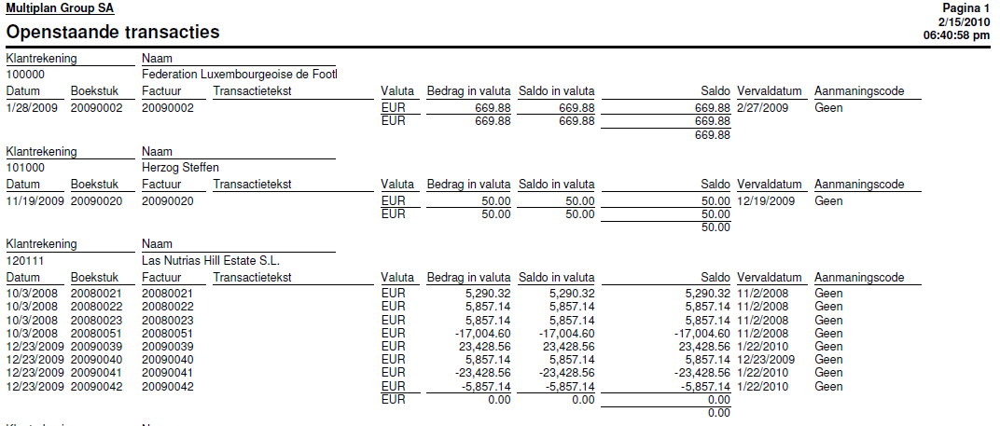 Multiplan Group SA Pagina 1
2/15/2010
Openstaande transacties 06:40:58 pm
Klantrekening Naam
100000 Federation Luxembourgeoise de Footl
Datum Boekstuk Factuur Transactietekst Valuta Bedrag in valuta Saldo in valuta Saldo Vervaldatum Aanmaningscode
1/28/2009 20090002 20090002 EUR 669.88 669.88 669.88 2/27/2009 Geen
EUR 669.88 669.88 669.88
669.88
Klantrekening Naam
101000 Herzog Steffen
Datum Boekstuk Factuur Transactietekst Valuta Bedrag in valuta Saldo in valuta Saldo Vervaldatum Aanmaningscode
11/19/2009 20090020 20090020 EUR 50.00 50.00 50.00 12/19/2009 Geen
EUR 50.00 50.00 50.00
50.00
Klantrekening Naam
120111 Las Nutrias Hill Estate S.L.
Datum Boekstuk Factuur Transactietekst Valuta Bedrag in valuta Saldo in valuta Saldo Vervaldatum Aanmaningscode
10/3/2008 20080021 20080021 EUR 5,290.32 5,290.32 5,290.32 11/2/2008 Geen
10/3/2008 20080022 20080022 EUR 5,857.14 5,857.14 5,857.14 11/2/2008 Geen
10/3/2008 20080023 20080023 EUR 5,857.14 5,857.14 5,857.14 11/2/2008 Geen
10/3/2008 20080051 20080051 EUR -17,004.60 -17,004.60 -17,004.60 11/2/2008 Geen
12/23/2009 20090039 20090039 EUR 23,428.56 23,428.56 23,428.56 1/22/2010 Geen
12/23/2009 20090040 20090040 EUR 5,857.14 5,857.14 5,857.14 12/23/2009 Geen
12/23/2009 20090041 20090041 EUR -23,428.56 -23,428.56 -23,428.56 1/22/2010 Geen
12/23/2009 20090042 20090042 EUR -5,857.14 -5,857.14 -5,857.14 1/22/2010 Geen
EUR 0.00 0.00 0.00
0.00